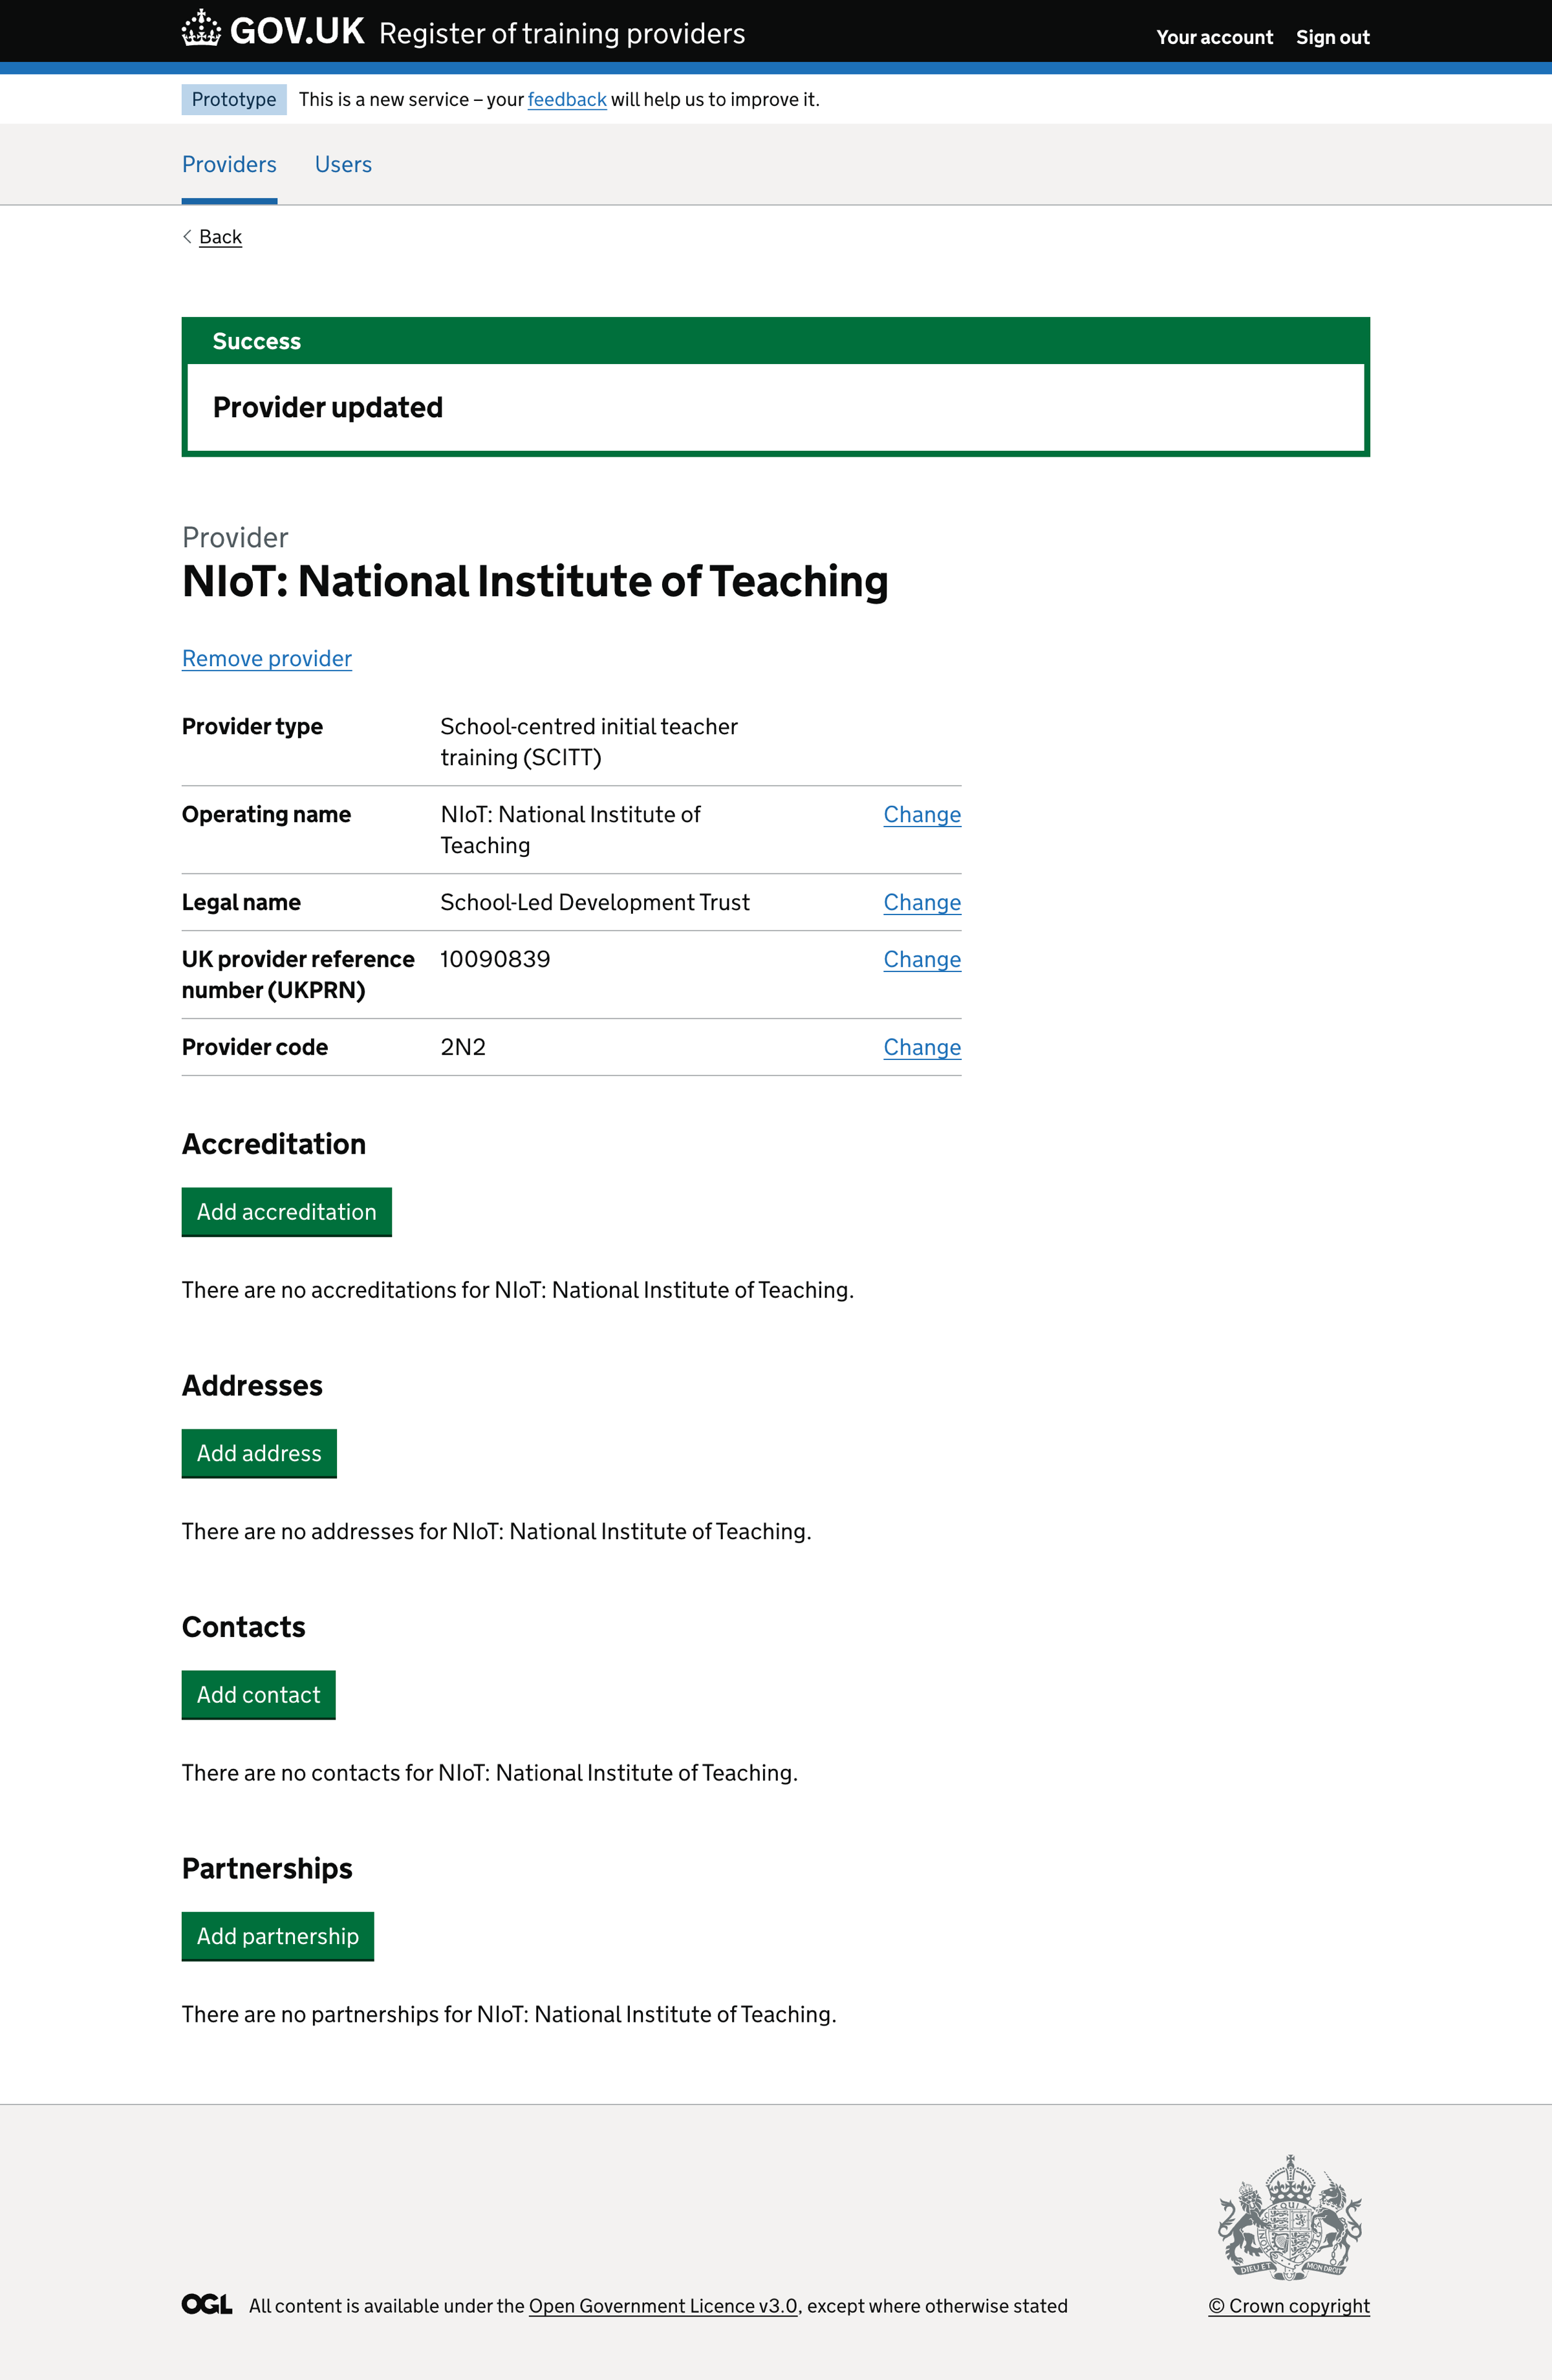 GOV.UK Register of training providers
Your account Sign out
Prototype This is a new service – your feedback will help us to improve it.
Providers Users
Back
Success
Provider updated
Provider
NIoT: National Institute of Teaching
Remove provider
Provider type School-centred initial teacher
training (SCITT)
Operating name NIoT: National Institute of Change
Teaching
Legal name School-Led Development Trust Change
UK provider reference 10090839 Change
number (UKPRN)
Provider code 2N2 Change
Accreditation
Add accreditation
There are no accreditations for NIoT: National Institute of Teaching.
Addresses
Add address
There are no addresses for NIoT: National Institute of Teaching.
Contacts
Add contact
There are no contacts for NIoT: National Institute of Teaching.
Partnerships
Add partnership
There are no partnerships for NIoT: National Institute of Teaching.
DIEU ET MON DROIT
OGL All content is available under the Open Government Licence v3.0, except where otherwise stated
© Crown copyright